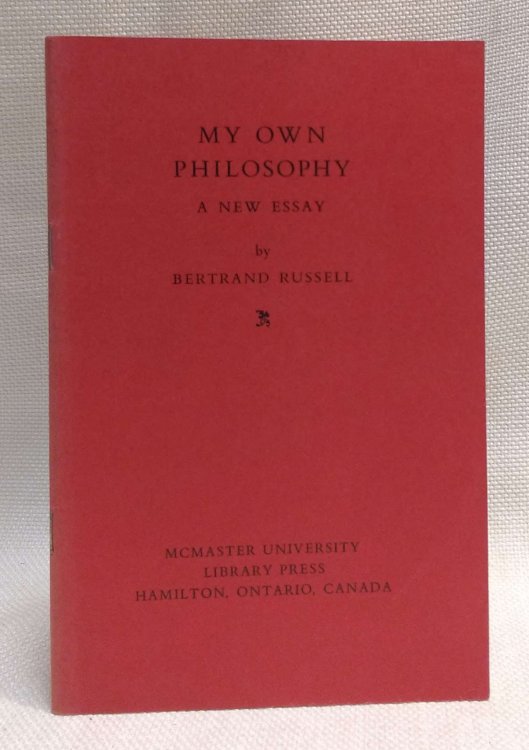 MY OWN
PHILOSOPHY
A NEW ESSAY
by
BERTRAND RUSSELL
MCMASTER UNIVERSITY
LIBRARY PRESS
HAMILTON, ONTARIO, CANADA